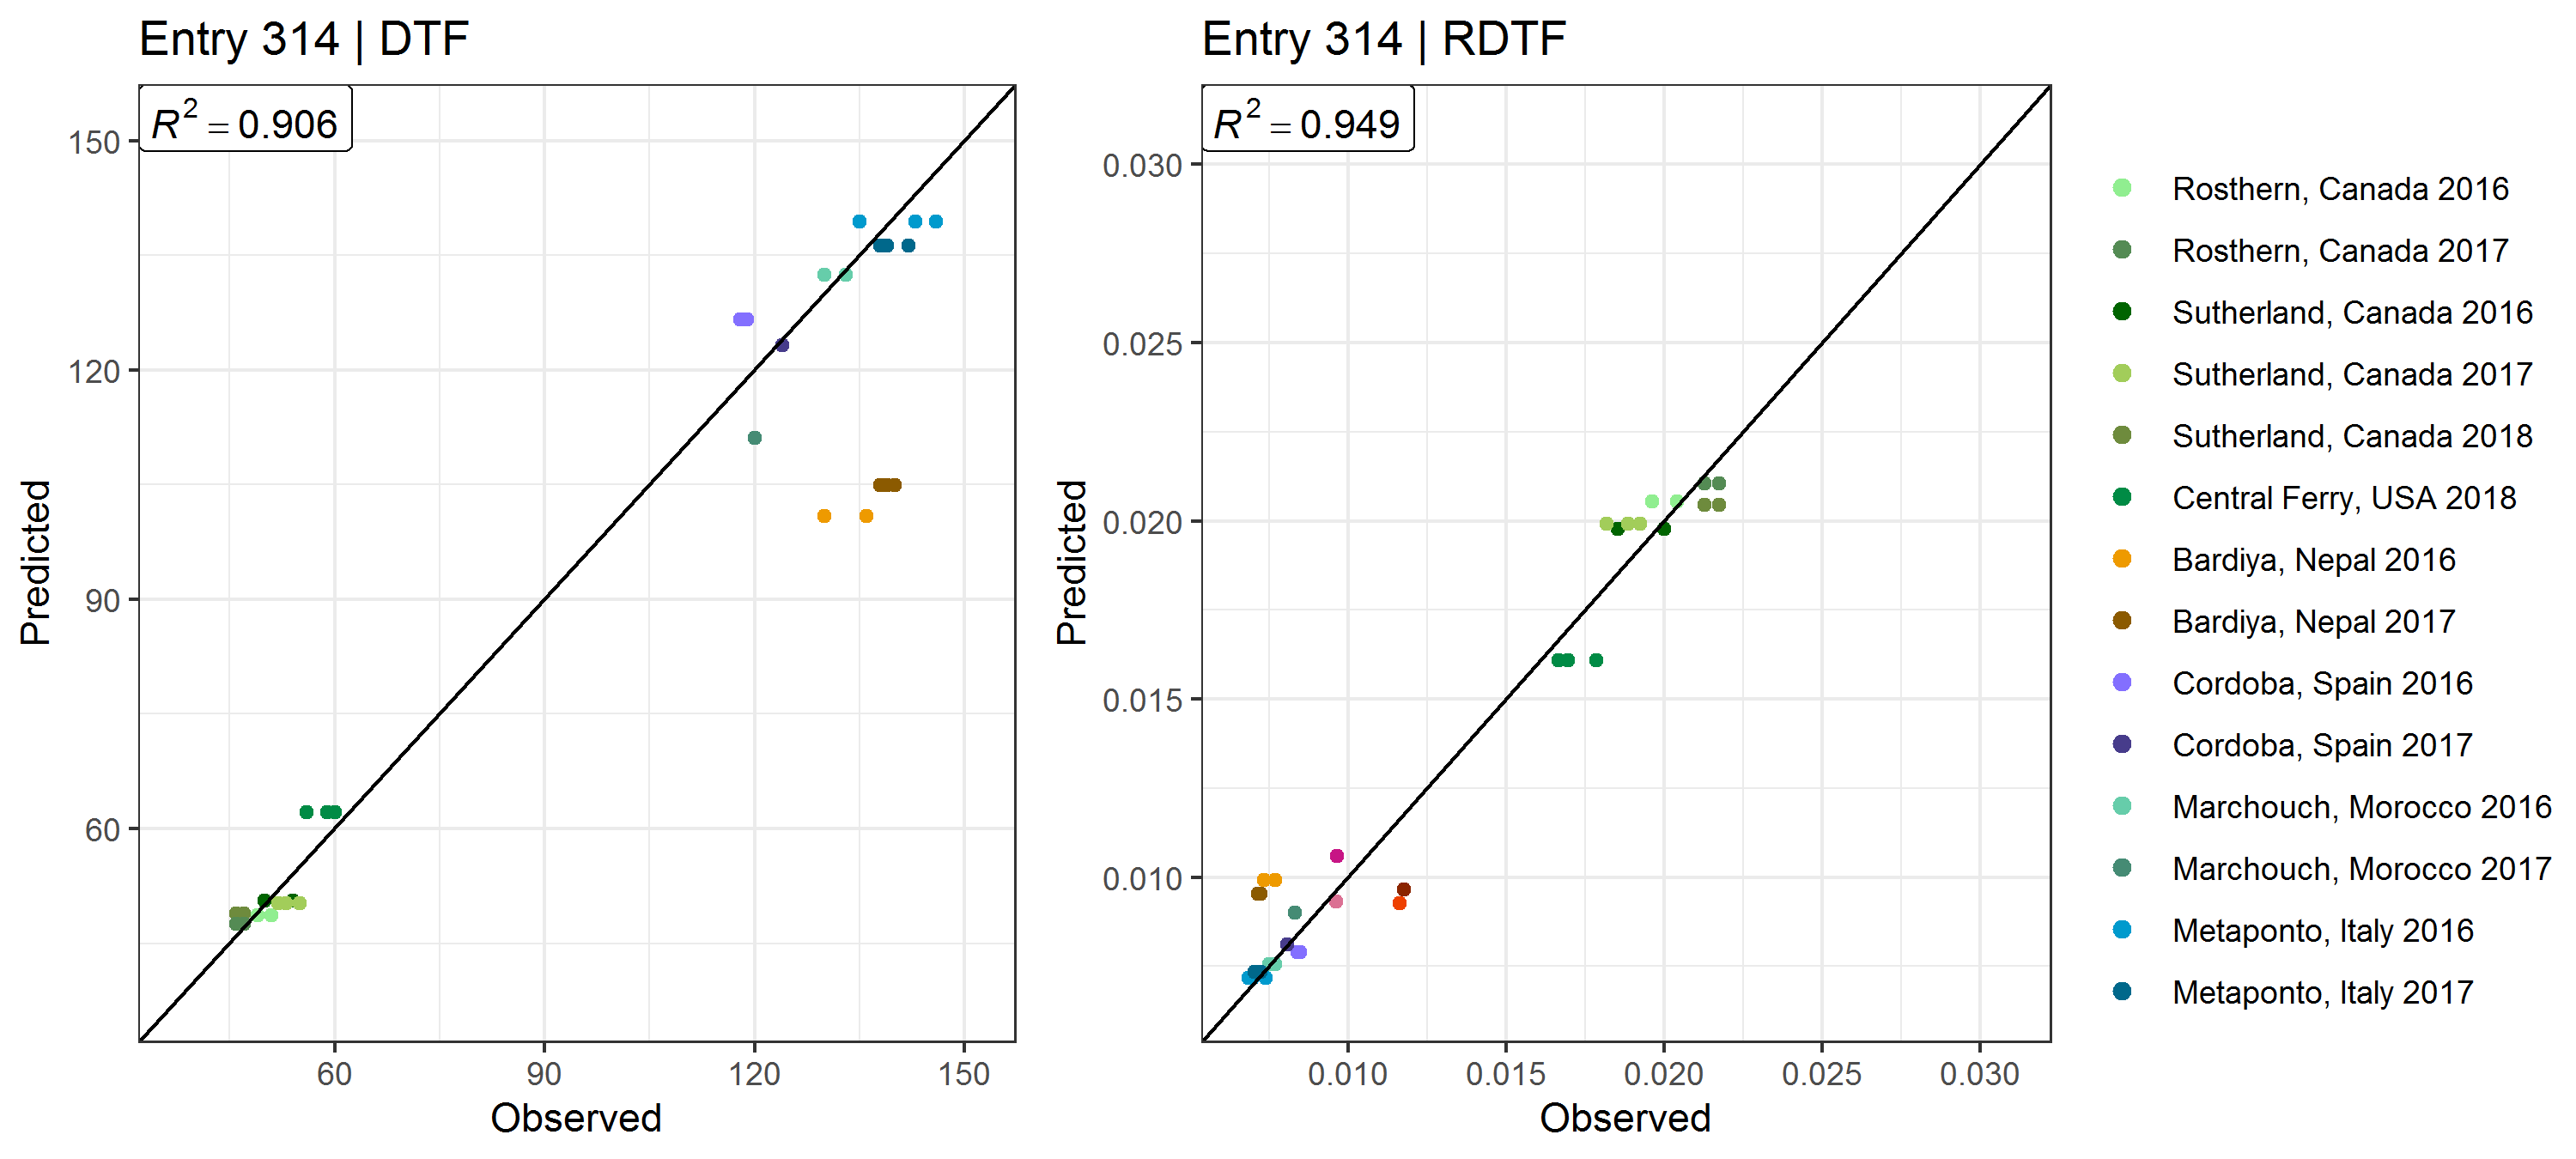 Entry 314 | DTF
R² = 0.906
150
120
90
60
Predicted
60 90 120 150
Observed
Entry 314 | RDTF
R² = 0.949
0.030
0.025
0.020
0.015
0.010
Predicted
0.010 0.015 0.020 0.025 0.030
Observed
Rosthern, Canada 2016
Rosthern, Canada 2017
Sutherland, Canada 2016
Sutherland, Canada 2017
Sutherland, Canada 2018
Central Ferry, USA 2018
Bardiya, Nepal 2016
Bardiya, Nepal 2017
Cordoba, Spain 2016
Cordoba, Spain 2017
Marchouch, Morocco 2016
Marchouch, Morocco 2017
Metaponto, Italy 2016
Metaponto, Italy 2017